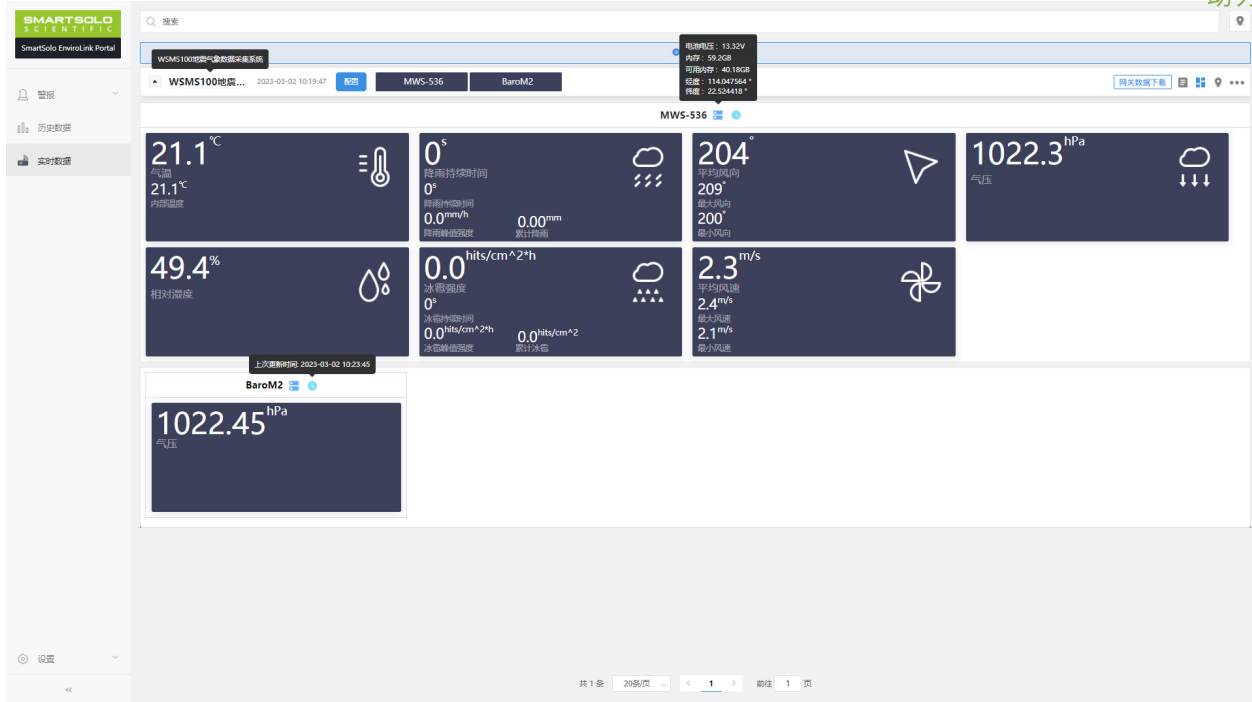 SMARTSOLO
SCIENTIFIC
SmartSolo EnviroLink Portal
警报
历史数据
实时数据
设置
«
搜索
WSMS100地震气象数据采集系统
电池电压：13.32V
内存：59.2GB
可用内存：40.18GB
经度：114.047564 °
纬度：22.524418 °
WSMS100地震... 2023-03-02 10:19:47 配置 MWS-536 BaroM2 网关数据下载
MWS-536
21.1℃
气温
21.1℃
内部温度
0s
降雨持续时间
0s
降雨持续时间
0.0mm/h 0.00mm
降雨峰值强度 累计降雨
204°
平均风向
209°
最大风向
200°
最小风向
1022.3hPa
气压
49.4%
相对湿度
0.0hits/cm^2*h
冰雹强度
0s
冰雹持续时间
0.0hits/cm^2*h 0.0hits/cm^2
冰雹峰值强度 累计冰雹
2.3m/s
平均风速
2.4m/s
最大风速
2.1m/s
最小风速
上次更新时间: 2023-03-02 10:23:45
BaroM2
1022.45hPa
气压
共 1 条 20条/页 < 1 > 前往 1 页